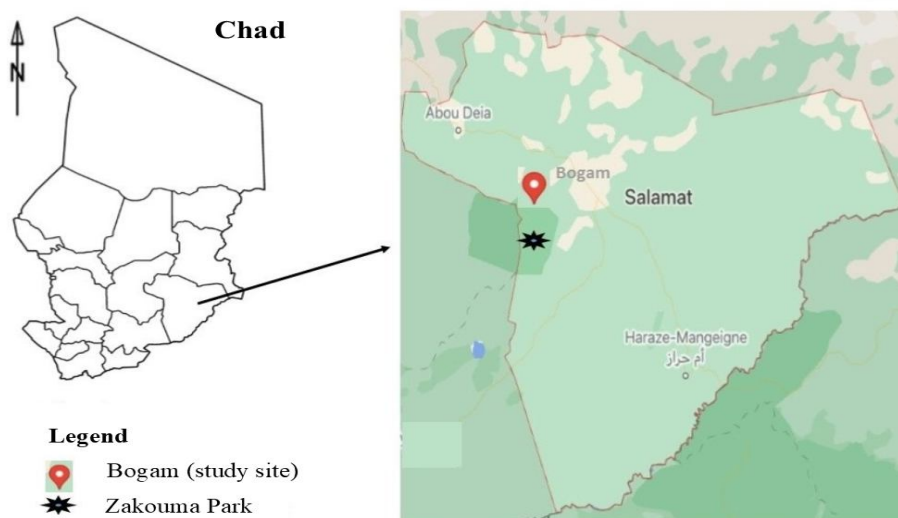 Chad
N
Abou Deia
Bogam
Salamat
Haraze-Mangeigne
أم حراز
Legend
Bogam (study site)
Zakouma Park